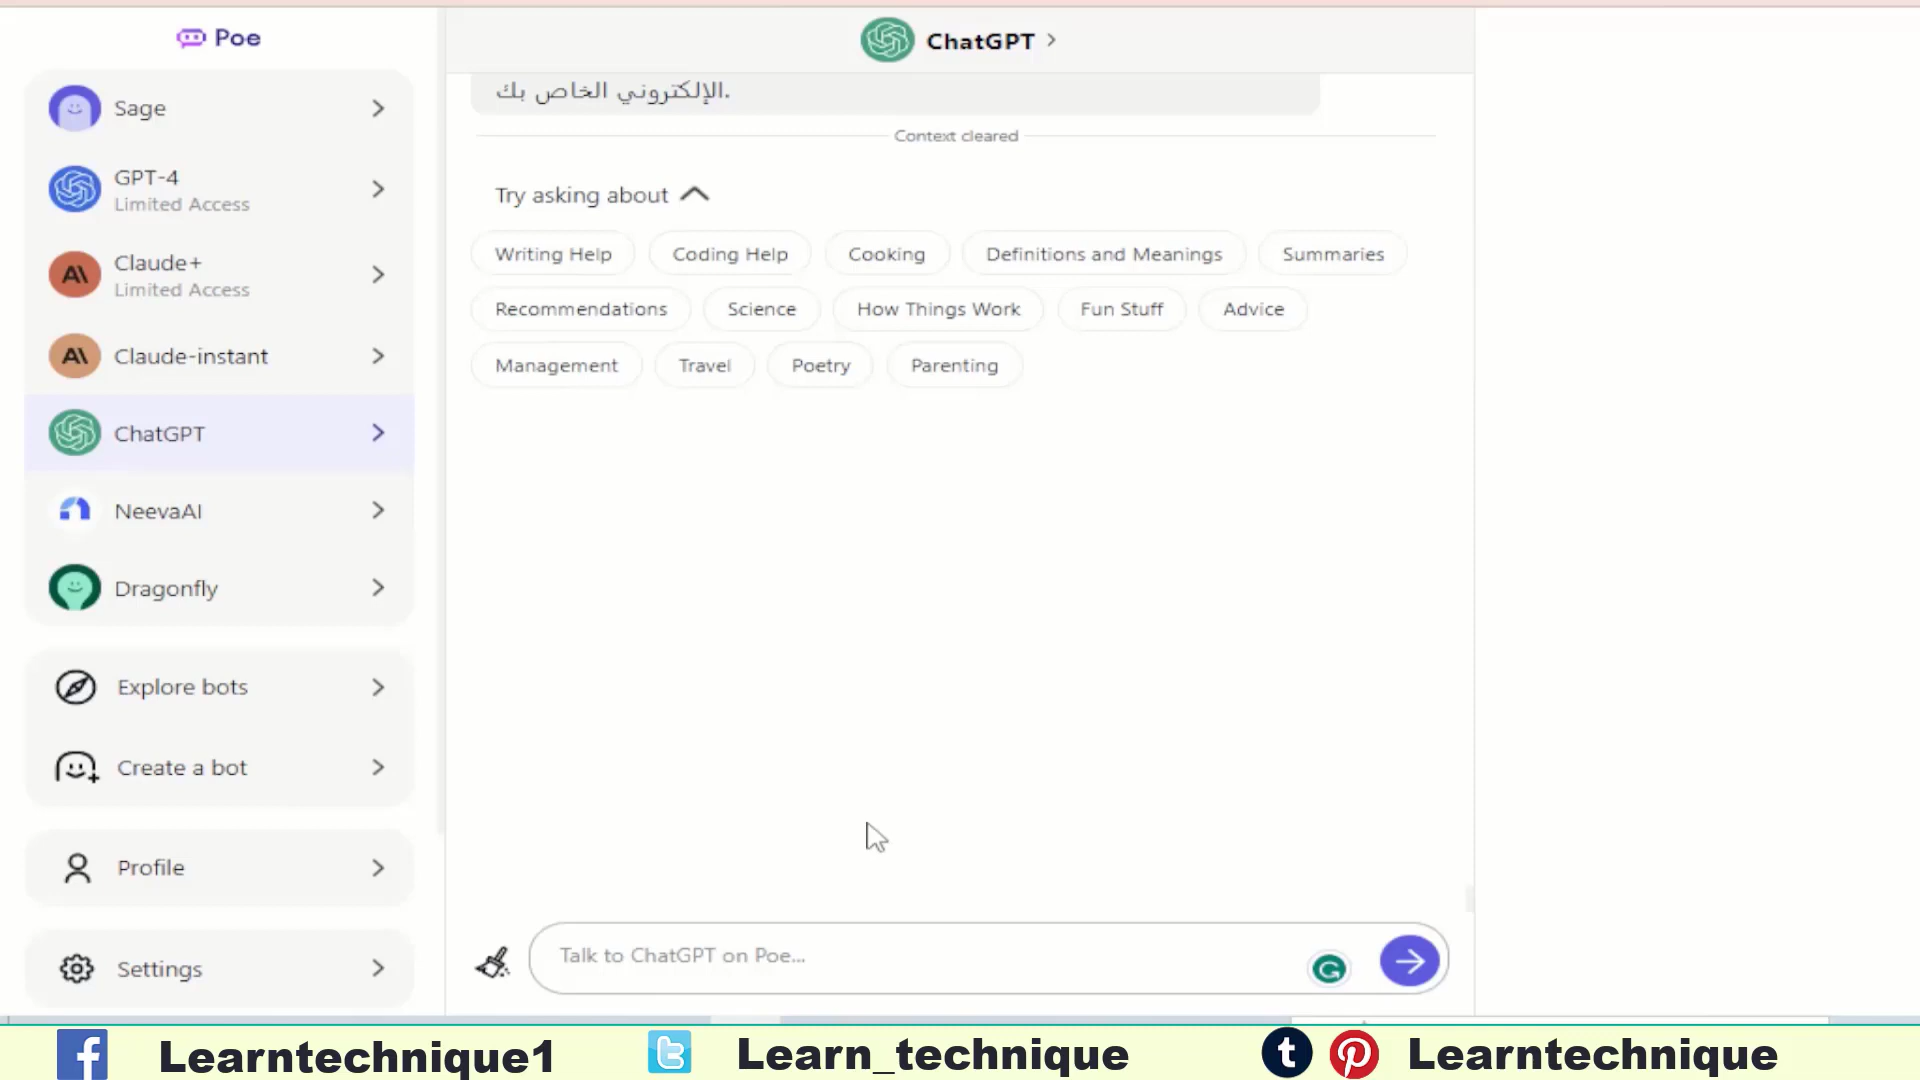 Poe
Sage
GPT-4
Limited Access
Claude+
Limited Access
Claude-instant
ChatGPT
NeevaAI
Dragonfly
Explore bots
Create a bot
Profile
Settings
ChatGPT
الإلكتروني الخاص بك.
Context cleared
Try asking about
Writing Help Coding Help Cooking Definitions and Meanings Summaries
Recommendations Science How Things Work Fun Stuff Advice
Management Travel Poetry Parenting
Talk to ChatGPT on Poe...
Learntechnique1 Learn_technique Learntechnique